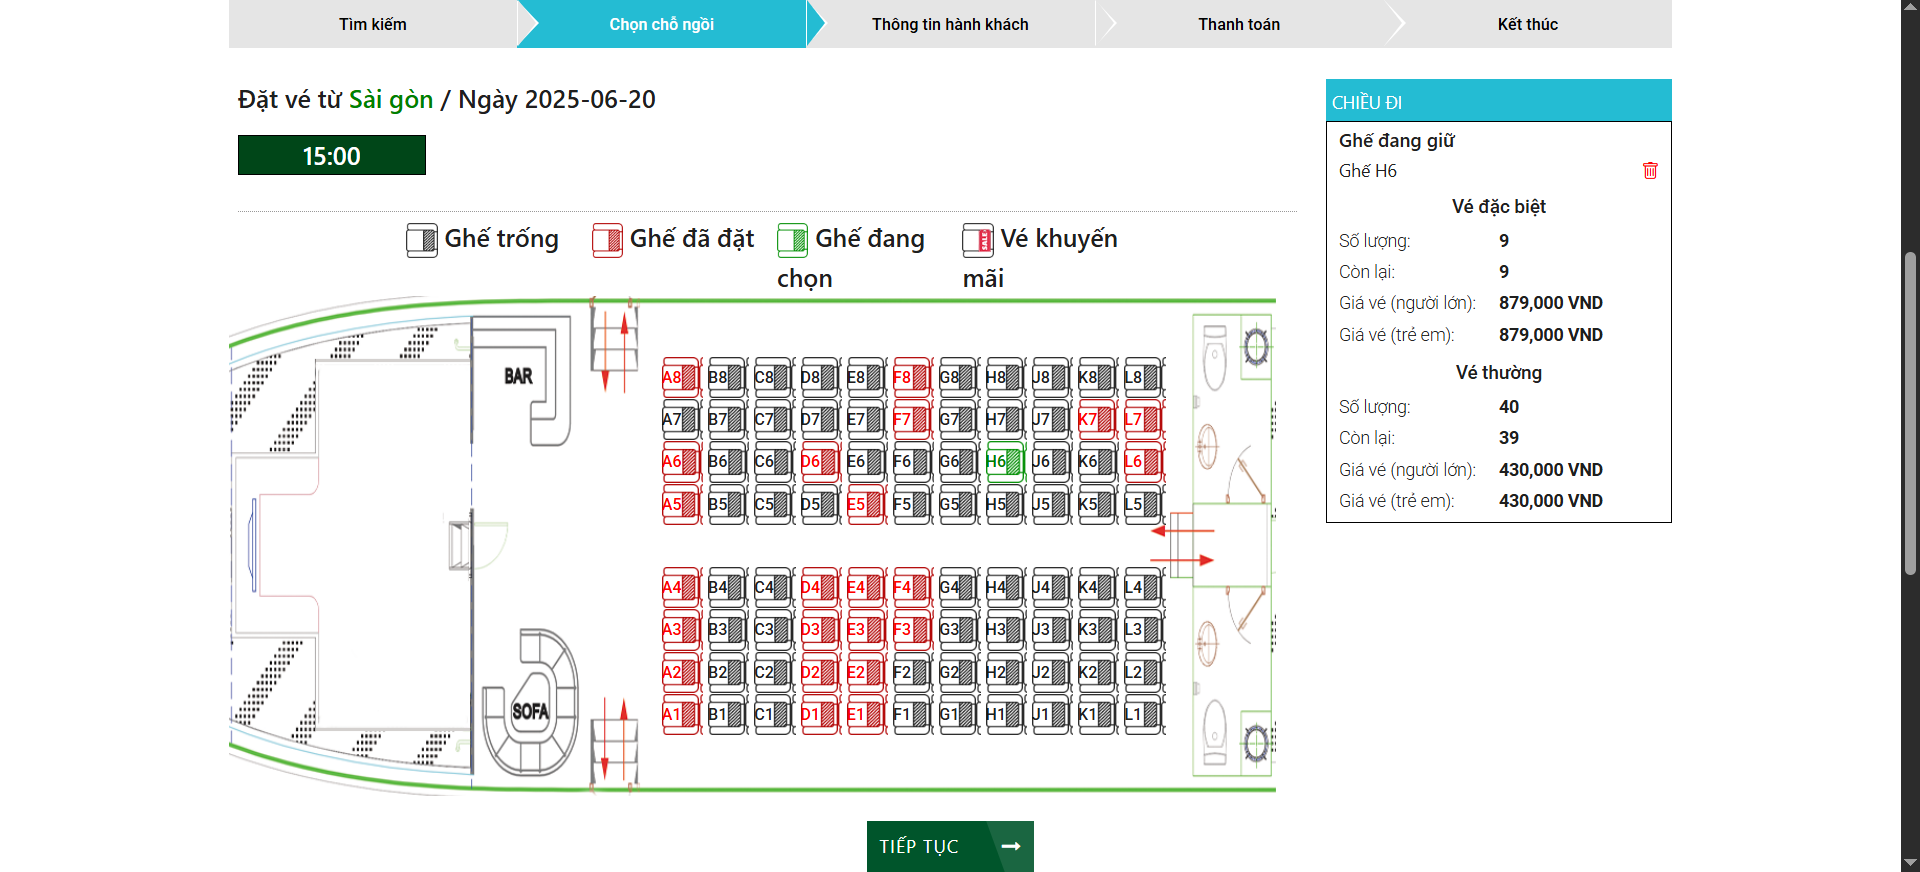 Tìm kiếm
Chọn chỗ ngồi
Thông tin hành khách
Thanh toán
Kết thúc
Đặt vé từ Sài gòn / Ngày 2025-06-20
15:00
Ghế trống
Ghế đã đặt
Ghế đang chọn
Vé khuyến mãi
BAR
SOFA
A8 B8 C8 D8 E8 F8 G8 H8 J8 K8 L8
A7 B7 C7 D7 E7 F7 G7 H7 J7 K7 L7
A6 B6 C6 D6 E6 F6 G6 H6 J6 K6 L6
A5 B5 C5 D5 E5 F5 G5 H5 J5 K5 L5
A4 B4 C4 D4 E4 F4 G4 H4 J4 K4 L4
A3 B3 C3 D3 E3 F3 G3 H3 J3 K3 L3
A2 B2 C2 D2 E2 F2 G2 H2 J2 K2 L2
A1 B1 C1 D1 E1 F1 G1 H1 J1 K1 L1
TIẾP TỤC
CHIỀU ĐI
Ghế đang giữ
Ghế H6
Vé đặc biệt
Số lượng: 9
Còn lại: 9
Giá vé (người lớn): 879,000 VND
Giá vé (trẻ em): 879,000 VND
Vé thường
Số lượng: 40
Còn lại: 39
Giá vé (người lớn): 430,000 VND
Giá vé (trẻ em): 430,000 VND